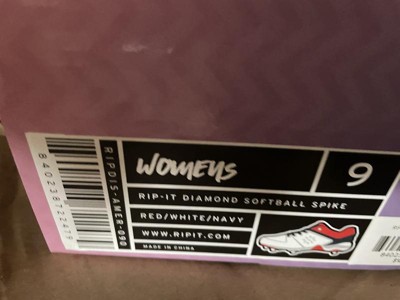 WOMENS
9
RIP-IT DIAMOND SOFTBALL SPIKE
RED/WHITE/NAVY
WWW.RIPIT.COM
MADE IN CHINA
RIPDIS-AMER-090